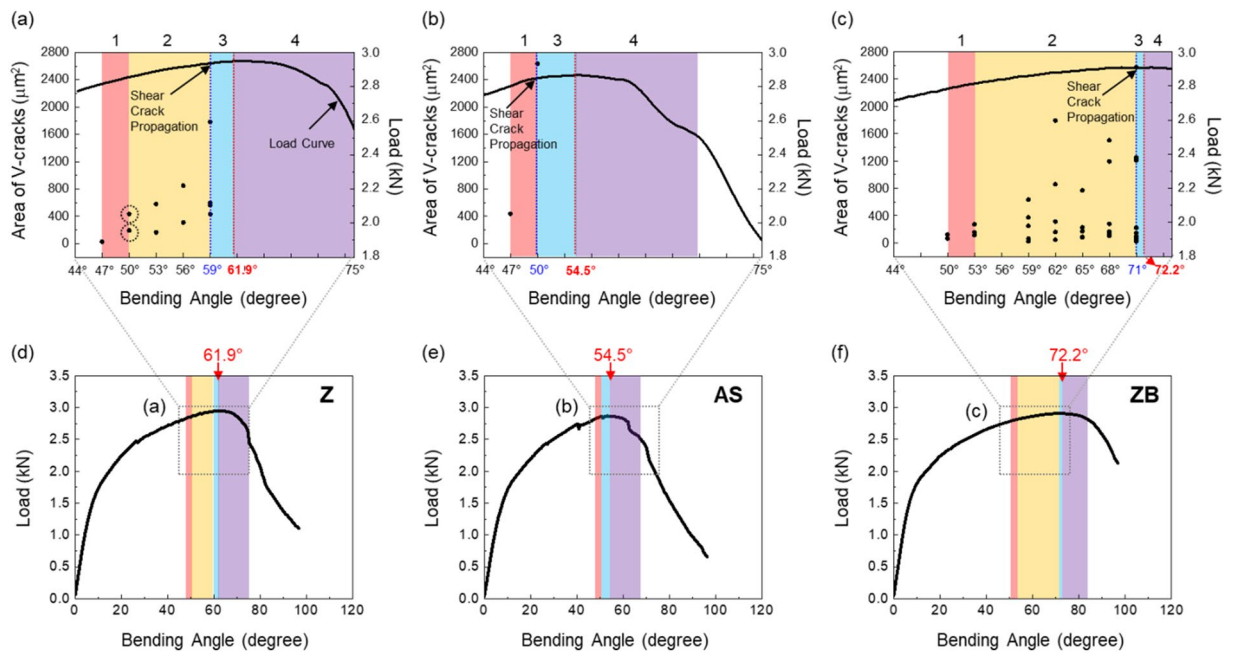 (a)
1 2 3 4
2800
2400
2000
1600
1200
800
400
0
Area of V-cracks (μm²)
3.0
2.8
2.6
2.4
2.2
2.0
1.8
Load (kN)
Shear
Crack
Propagation
Load Curve
44° 47° 50° 53° 56° 59° 61.9° 75°
Bending Angle (degree)
(b)
1 3 4
2800
2400
2000
1600
1200
800
400
0
Area of V-cracks (μm²)
3.0
2.8
2.6
2.4
2.2
2.0
1.8
Load (kN)
Shear
Crack
Propagation
44° 47° 50° 54.5° 75°
Bending Angle (degree)
(c)
1 2 3 4
2800
2400
2000
1600
1200
800
400
0
Area of V-cracks (μm²)
3.0
2.8
2.6
2.4
2.2
2.0
1.8
Load (kN)
Shear
Crack
Propagation
44° 50° 53° 59° 62° 65° 68° 71° 72.2°
Bending Angle (degree)
(d)
61.9°
Z
(a)
3.5
3.0
2.5
2.0
1.5
1.0
0.5
0.0
Load (kN)
0 20 40 60 80 100 120
Bending Angle (degree)
(e)
54.5°
AS
(b)
3.5
3.0
2.5
2.0
1.5
1.0
0.5
0.0
Load (kN)
0 20 40 60 80 100 120
Bending Angle (degree)
(f)
72.2°
ZB
(c)
3.5
3.0
2.5
2.0
1.5
1.0
0.5
0.0
Load (kN)
0 20 40 60 80 100 120
Bending Angle (degree)